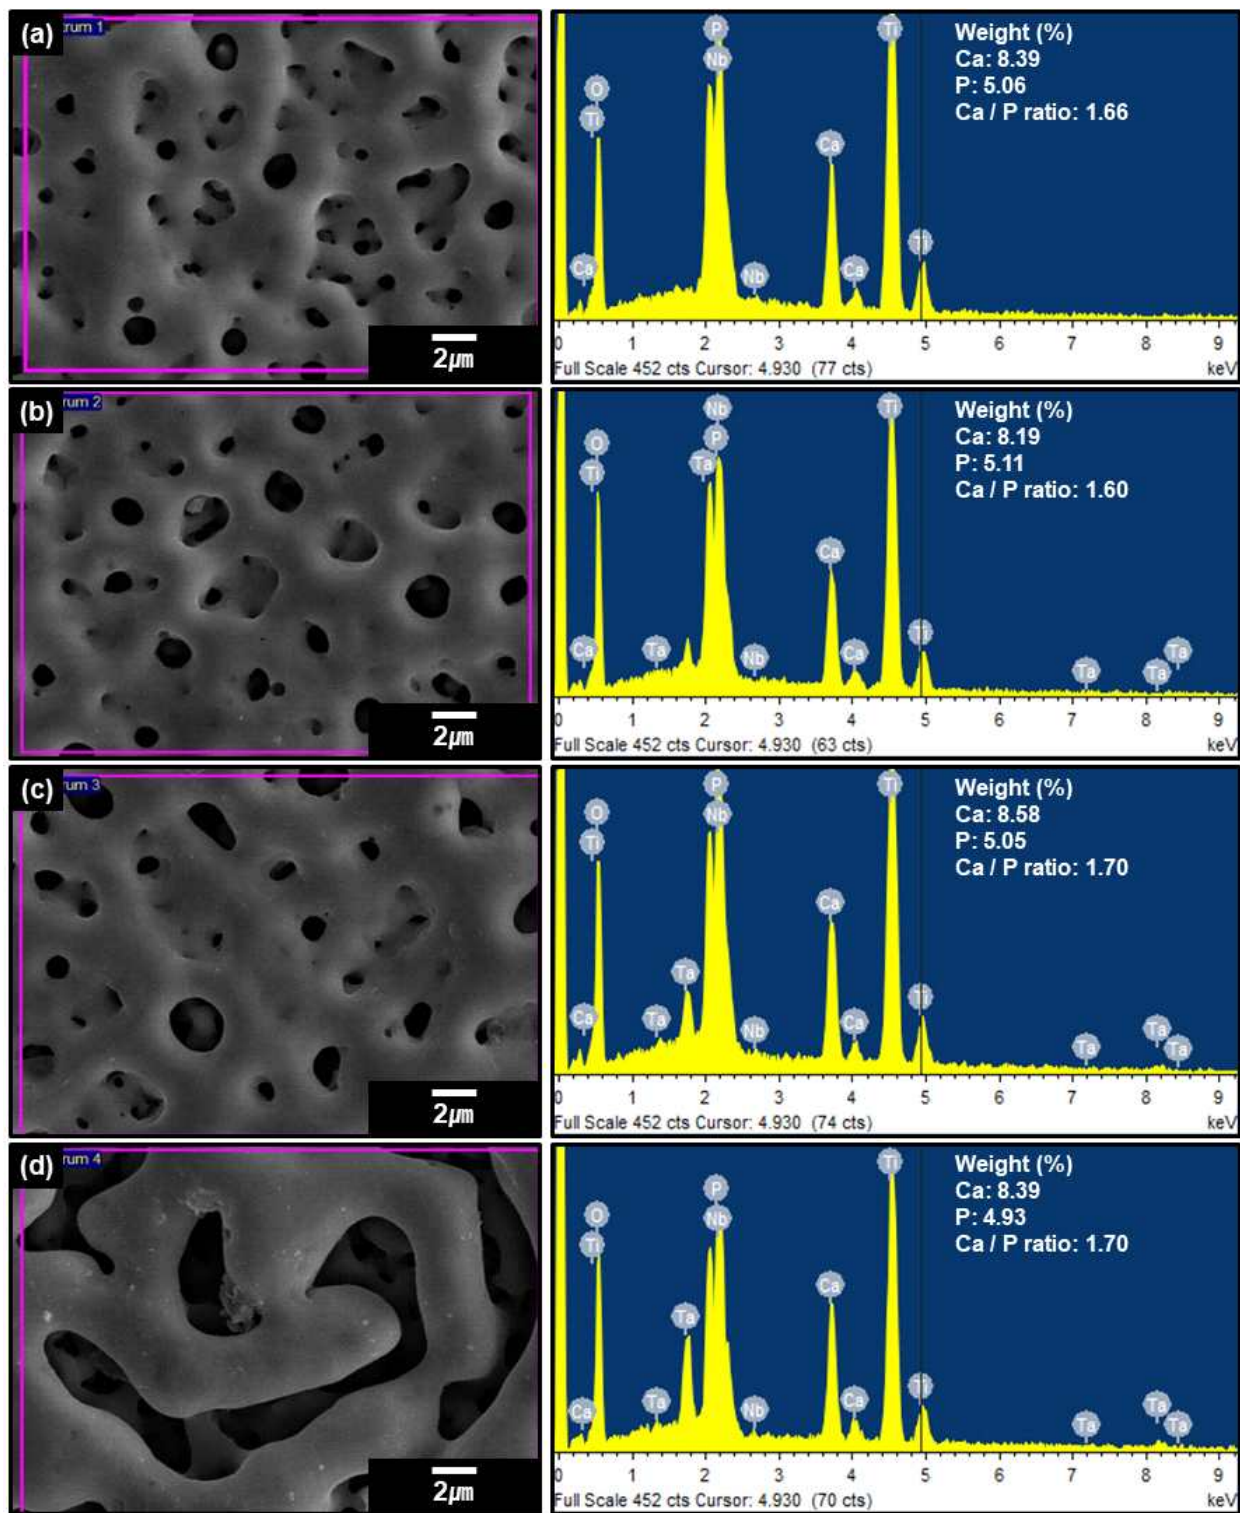 (a)
trum 1
2㎛
P
Nb
Ti
O
Ti
Ca
Ca
Nb
Ca
Ti
Weight (%)
Ca: 8.39
P: 5.06
Ca / P ratio: 1.66
0 1 2 3 4 5 6 7 8 9
Full Scale 452 cts Cursor: 4.930 (77 cts)
keV
(b)
trum 2
2㎛
Nb
P
Ta
Ti
O
Ti
Ca
Ca
Ta
Nb
Ca
Ti
Ta
Ta
Ta
Weight (%)
Ca: 8.19
P: 5.11
Ca / P ratio: 1.60
0 1 2 3 4 5 6 7 8 9
Full Scale 452 cts Cursor: 4.930 (63 cts)
keV
(c)
trum 3
2㎛
P
Nb
Ti
O
Ti
Ca
Ta
Ca
Ta
Nb
Ca
Ti
Ta
Ta
Ta
Weight (%)
Ca: 8.58
P: 5.05
Ca / P ratio: 1.70
0 1 2 3 4 5 6 7 8 9
Full Scale 452 cts Cursor: 4.930 (74 cts)
keV
(d)
trum 4
2㎛
P
Nb
Ti
O
Ti
Ca
Ta
Ca
Ta
Nb
Ca
Ti
Ta
Ta
Ta
Weight (%)
Ca: 8.39
P: 4.93
Ca / P ratio: 1.70
0 1 2 3 4 5 6 7 8 9
Full Scale 452 cts Cursor: 4.930 (70 cts)
keV